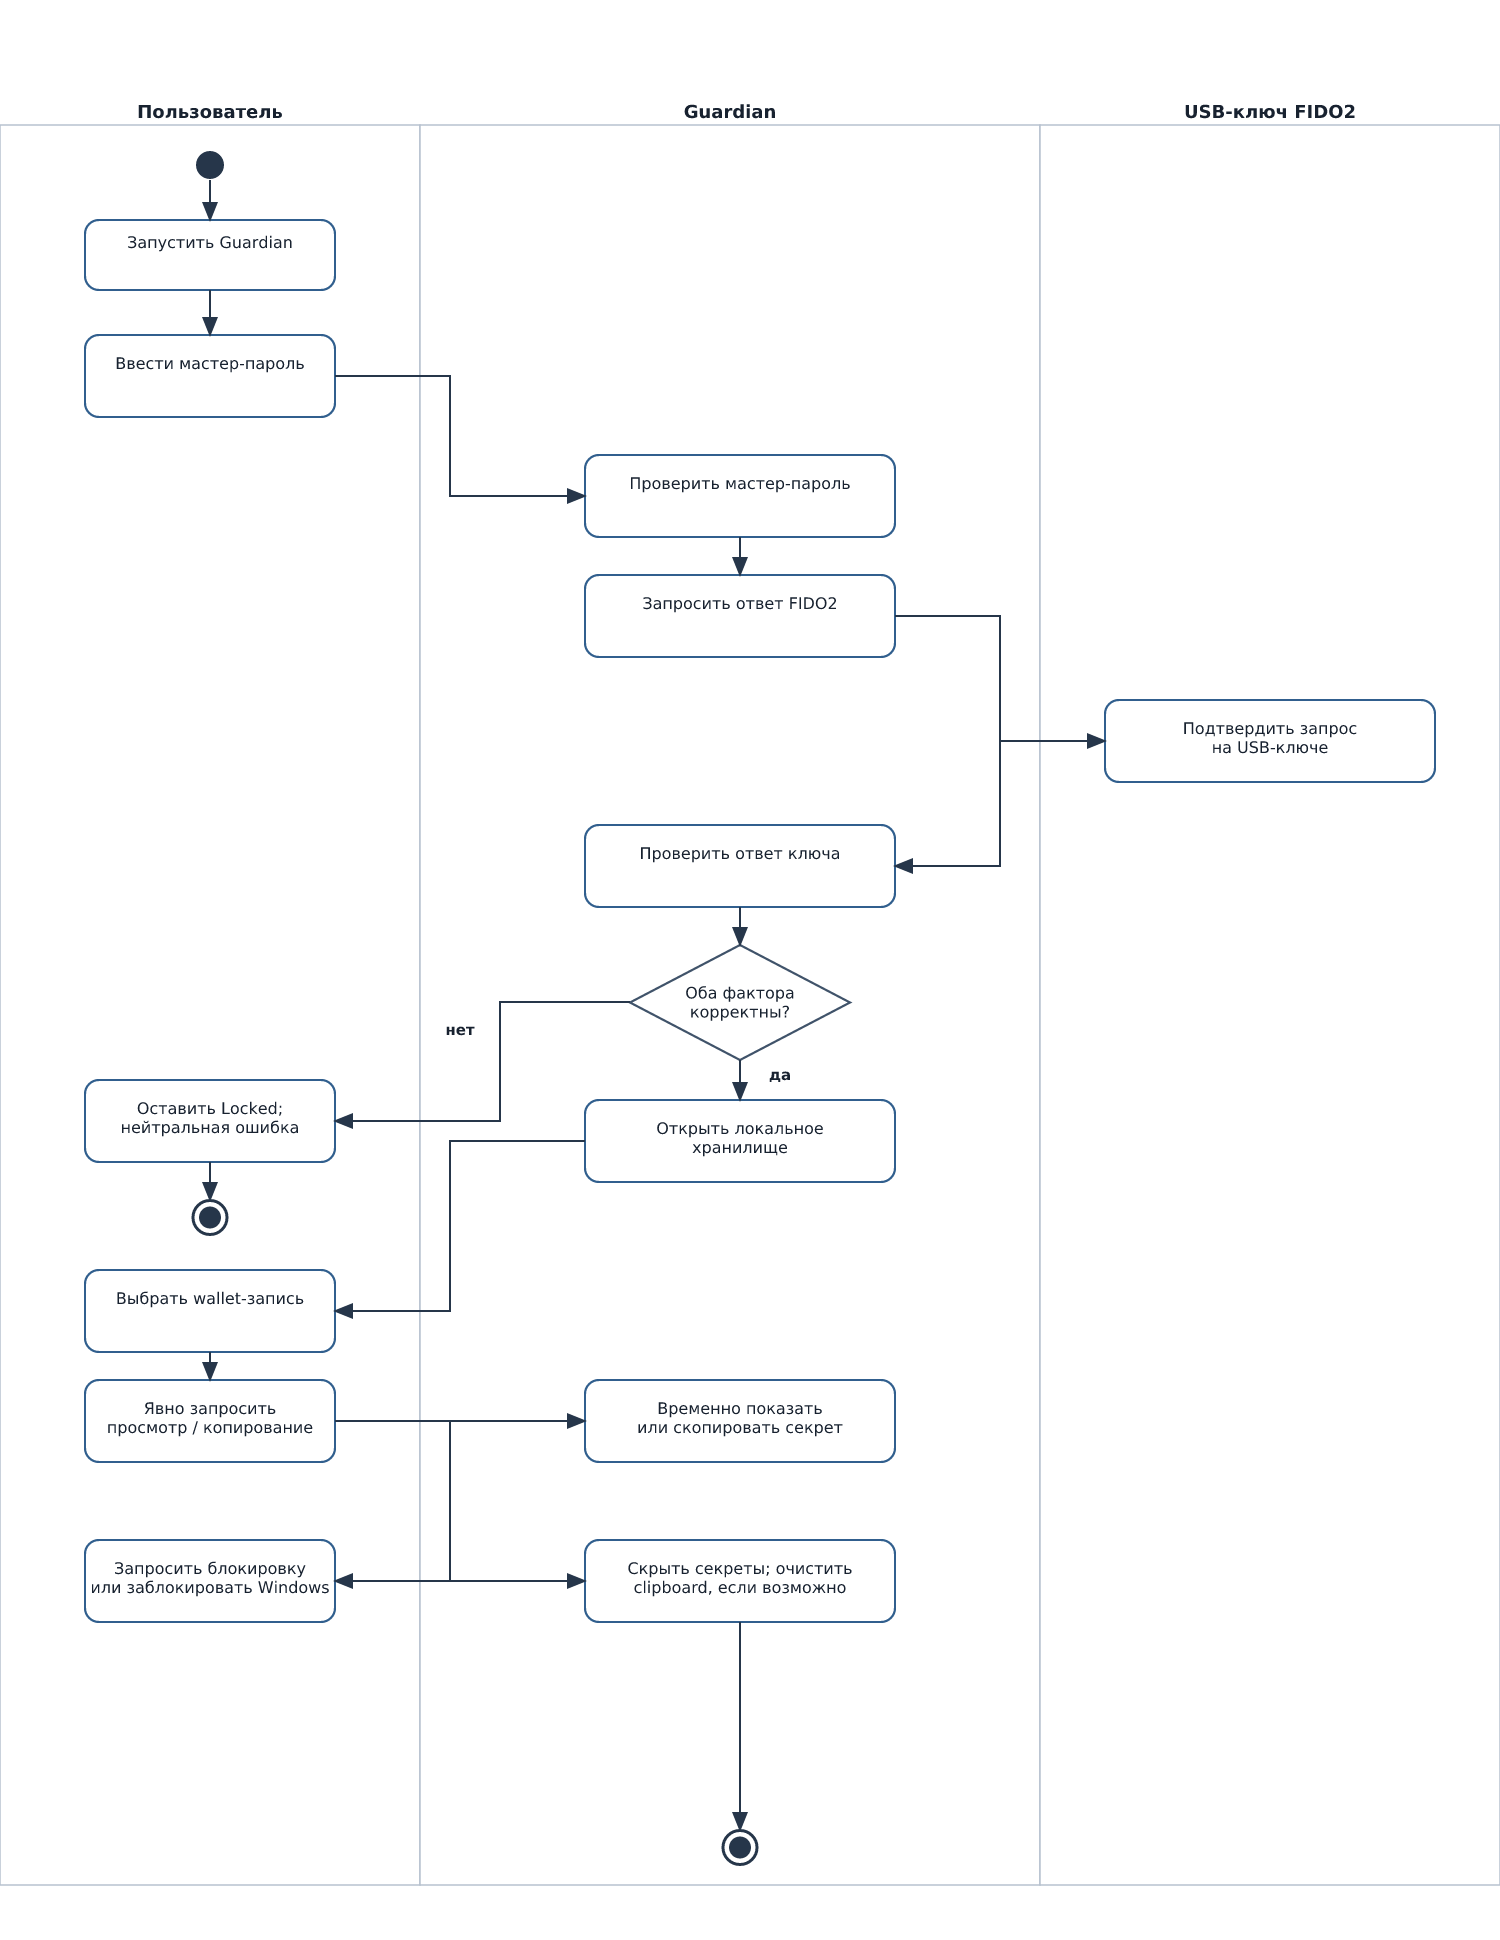 Пользователь
Guardian
USB-ключ FIDO2
Запустить Guardian
Ввести мастер-пароль
Проверить мастер-пароль
Запросить ответ FIDO2
Подтвердить запрос
на USB-ключе
Проверить ответ ключа
Оба фактора
корректны?
нет
да
Оставить Locked;
нейтральная ошибка
Открыть локальное
хранилище
Выбрать wallet-запись
Явно запросить
просмотр / копирование
Временно показать
или скопировать секрет
Запросить блокировку
или заблокировать Windows
Скрыть секреты; очистить
clipboard, если возможно